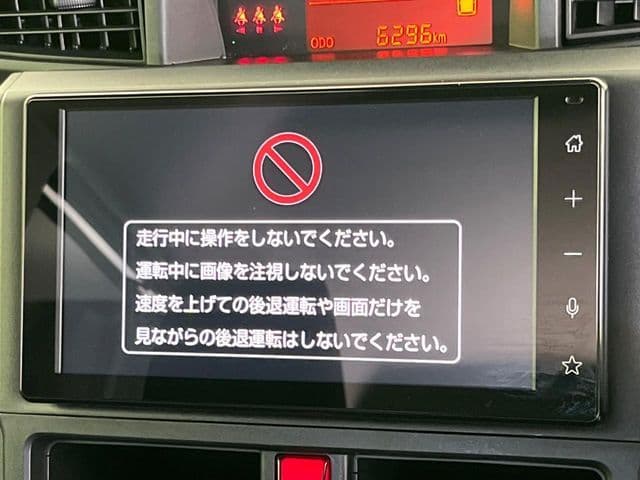 ODO 6296km
走行中に操作をしないでください。
運転中に画像を注視しないでください。
速度を上げての後退運転や画面だけを
見ながらの後退運転はしないでください。